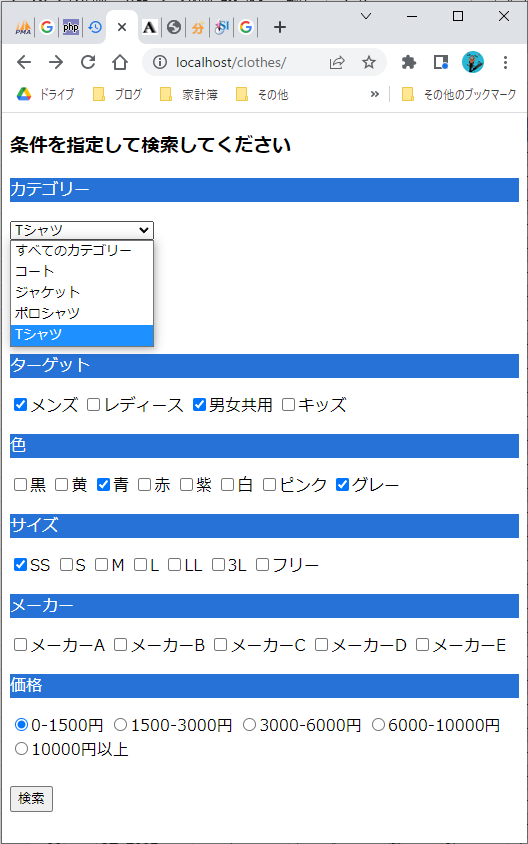 PMA
G
php
A
分
SI
G
localhost/clothes/
ドライブ
ブログ
家計簿
その他
»
その他のブックマーク
条件を指定して検索してください
カテゴリー
Tシャツ
すべてのカテゴリー
コート
ジャケット
ポロシャツ
Tシャツ
ターゲット
メンズ レディース 男女共用 キッズ
色
黒 黄 青 赤 紫 白 ピンク グレー
サイズ
SS S M L LL 3L フリー
メーカー
メーカーA メーカーB メーカーC メーカーD メーカーE
価格
0-1500円 1500-3000円 3000-6000円 6000-10000円
10000円以上
検索